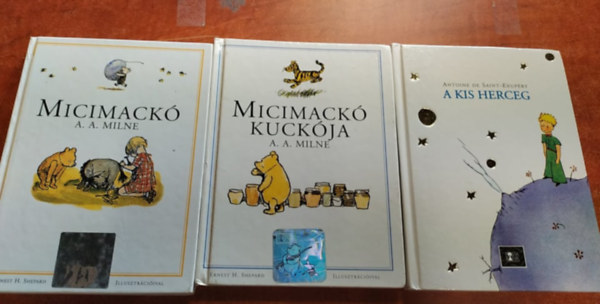 MICIMACKÓ
A. A. MILNE
ERNEST H. SHEPARD
ILLUSZTRÁCIÓIVAL
MICIMACKÓ
KUCKÓJA
A. A. MILNE
ERNEST H. SHEPARD
ILLUSZTRÁCIÓIVAL
ANTOINE DE SAINT-EXUPÉRY
A KIS HERCEG